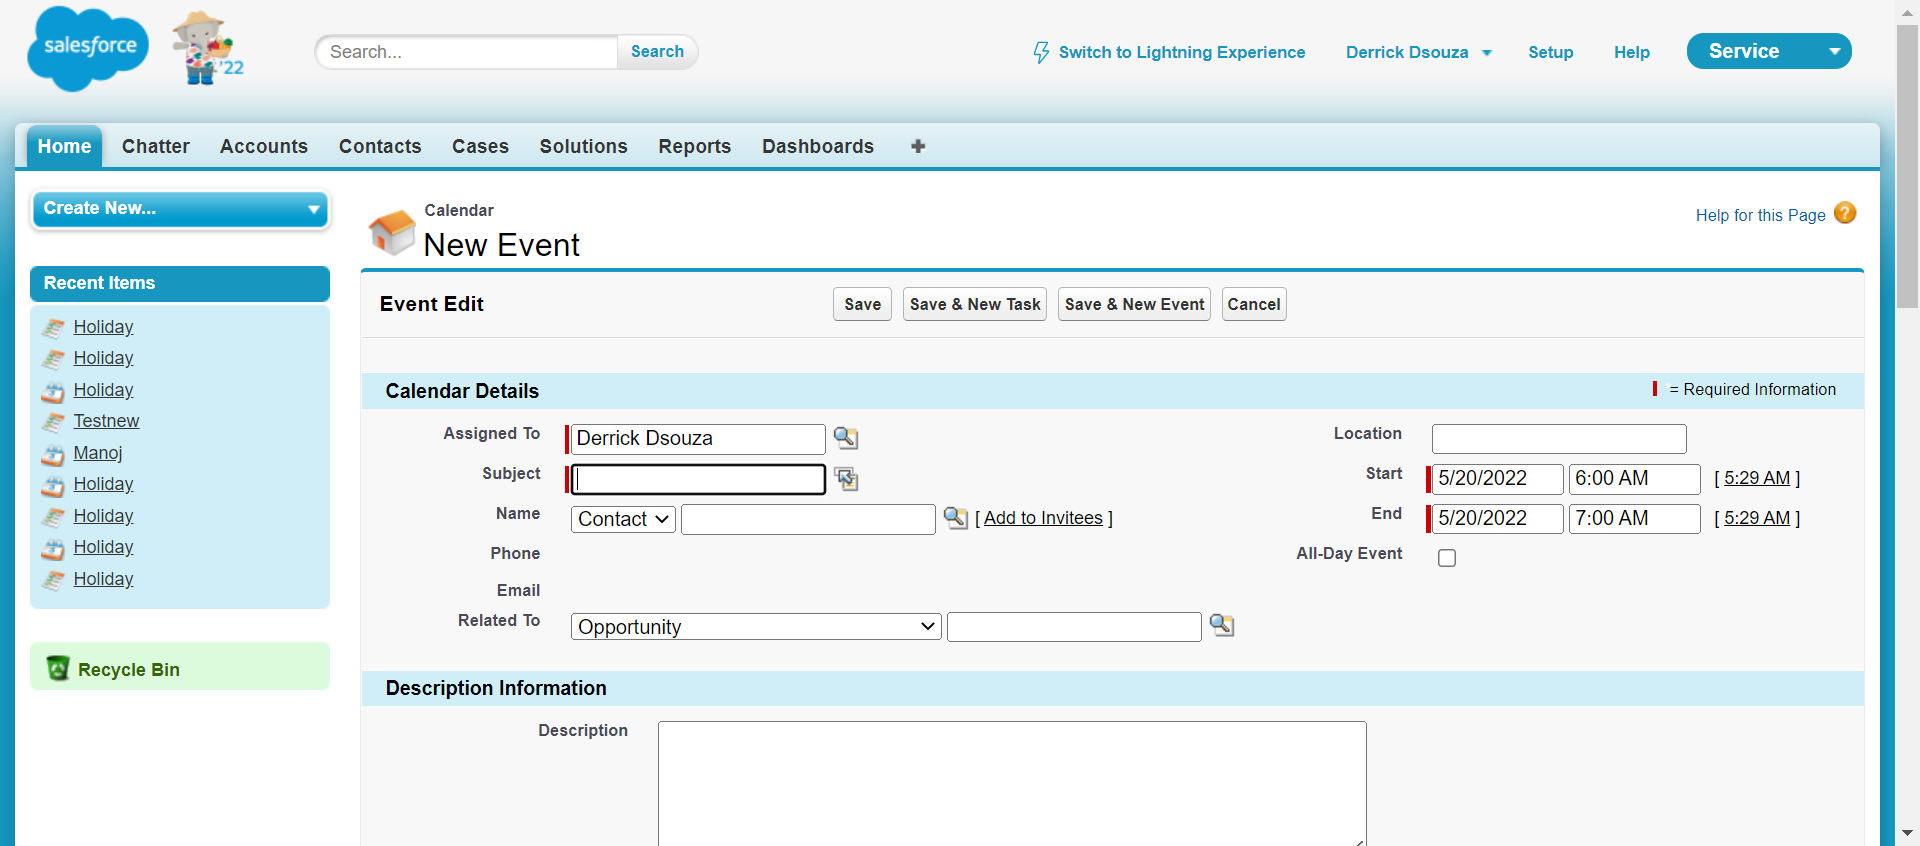 salesforce
'22
Search...
Search
Switch to Lightning Experience
Derrick Dsouza
Setup
Help
Service
Home
Chatter
Accounts
Contacts
Cases
Solutions
Reports
Dashboards
Create New...
Recent Items
Holiday
Holiday
Holiday
Testnew
Manoj
Holiday
Holiday
Holiday
Holiday
Recycle Bin
Calendar
New Event
Help for this Page ?
Event Edit
Save
Save & New Task
Save & New Event
Cancel
Calendar Details
= Required Information
Assigned To Derrick Dsouza
Subject
Name Contact [ Add to Invitees ]
Phone
Email
Related To Opportunity
Location
Start 5/20/2022 6:00 AM [ 5:29 AM ]
End 5/20/2022 7:00 AM [ 5:29 AM ]
All-Day Event
Description Information
Description